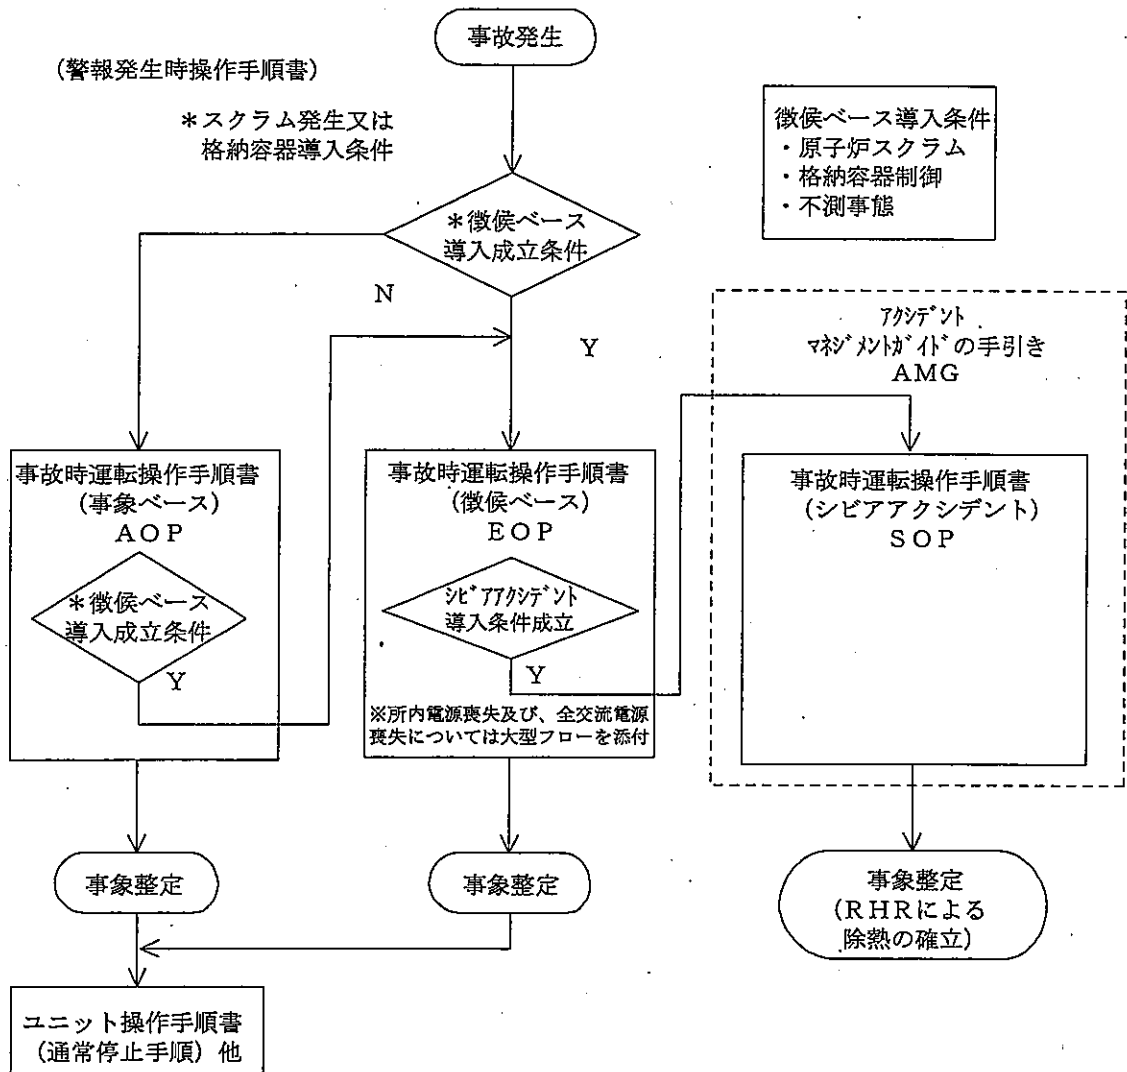 事故発生
(警報発生時操作手順書)
＊スクラム発生又は
格納容器導入条件
徴候ベース導入条件
・原子炉スクラム
・格納容器制御
・不測事態
＊徴候ベース
導入成立条件
N
Y
アクシデント
マネジメントガイドの手引き
AMG
事故時運転操作手順書
(事象ベース)
AOP
＊徴候ベース
導入成立条件
Y
事故時運転操作手順書
(徴候ベース)
EOP
シビアアクシデント
導入条件成立
Y
※所内電源喪失及び、全交流電源
喪失については大型フローを添付
事故時運転操作手順書
(シビアアクシデント)
SOP
事象整定
事象整定
事象整定
(RHRによる
除熱の確立)
ユニット操作手順書
(通常停止手順)他